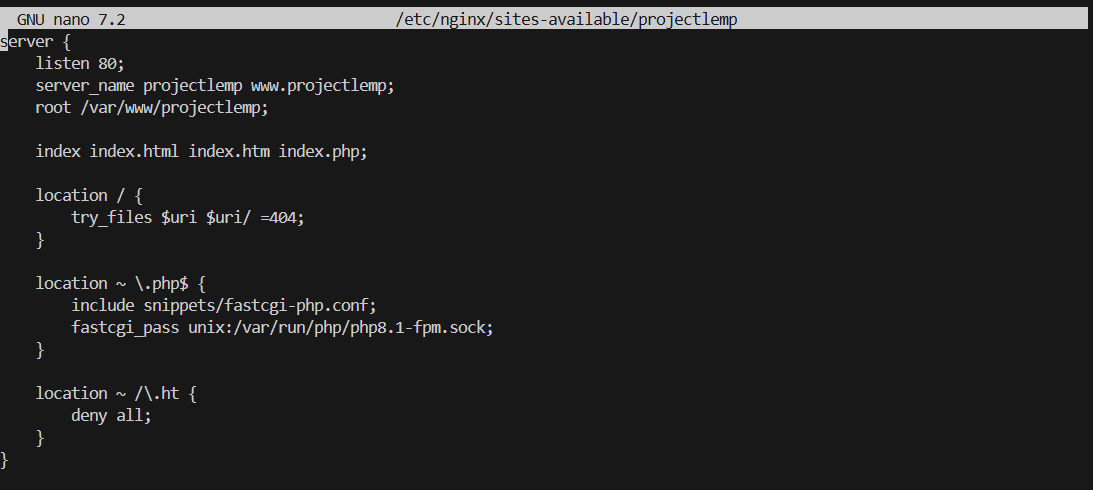 GNU nano 7.2 /etc/nginx/sites-available/projectlemp
server {
    listen 80;
    server_name projectlemp www.projectlemp;
    root /var/www/projectlemp;

    index index.html index.htm index.php;

    location / {
        try_files $uri $uri/ =404;
    }

    location ~ \.php$ {
        include snippets/fastcgi-php.conf;
        fastcgi_pass unix:/var/run/php/php8.1-fpm.sock;
    }

    location ~ /\.ht {
        deny all;
    }
}